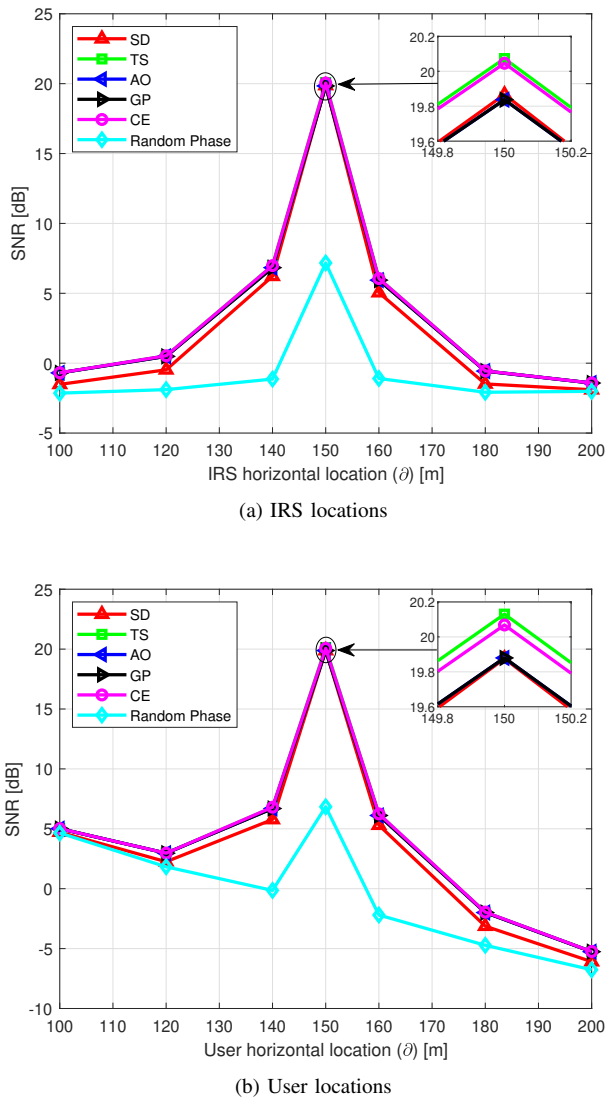 25
20
15
10
5
0
-5
SNR [dB]
SD
TS
AO
GP
CE
Random Phase
20.2
20
19.8
19.6
149.8 150 150.2
100 110 120 130 140 150 160 170 180 190 200
IRS horizontal location (∂) [m]
(a) IRS locations
25
20
15
10
5
0
-5
-10
SNR [dB]
SD
TS
AO
GP
CE
Random Phase
20.2
20
19.8
19.6
149.8 150 150.2
100 110 120 130 140 150 160 170 180 190 200
User horizontal location (∂) [m]
(b) User locations